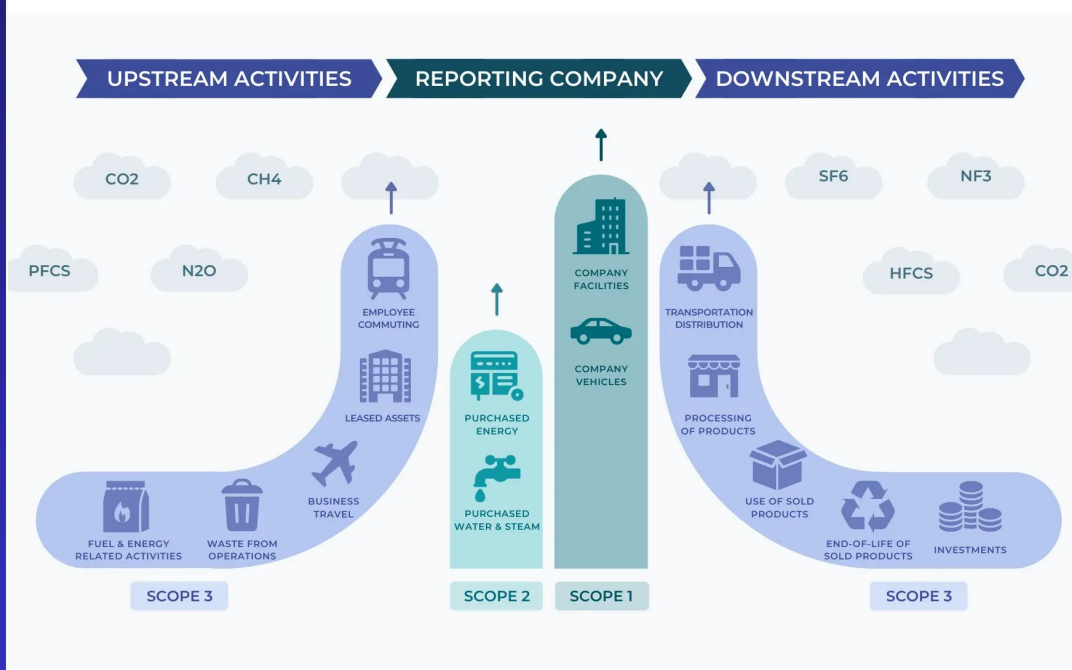 UPSTREAM ACTIVITIES
REPORTING COMPANY
DOWNSTREAM ACTIVITIES
CO2
CH4
SF6
NF3
PFCS
N2O
HFCS
CO2
EMPLOYEE
COMMUTING
LEASED ASSETS
BUSINESS
TRAVEL
FUEL & ENERGY
RELATED ACTIVITIES
WASTE FROM
OPERATIONS
$
PURCHASED
ENERGY
PURCHASED
WATER & STEAM
COMPANY
FACILITIES
COMPANY
VEHICLES
TRANSPORTATION
DISTRIBUTION
PROCESSING
OF PRODUCTS
USE OF SOLD
PRODUCTS
END-OF-LIFE OF
SOLD PRODUCTS
INVESTMENTS
SCOPE 3
SCOPE 2
SCOPE 1
SCOPE 3